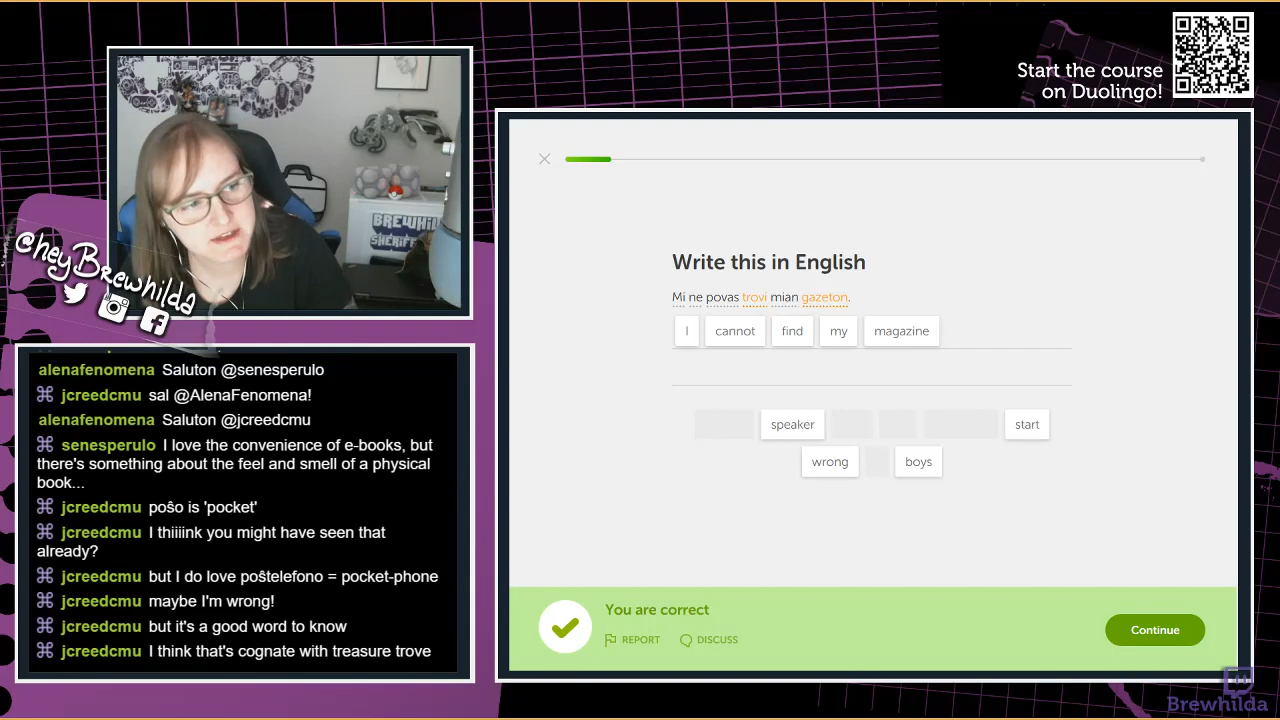 Start the course
on Duolingo!
BREWHIL
SHERIFF
@heyBrewhilda
alenafenomena Saluton @senesperulo
jcreedcmu sal @AlenaFenomena!
alenafenomena Saluton @jcreedcmu
senesperulo I love the convenience of e-books, but
there's something about the feel and smell of a physical
book...
jcreedcmu poŝo is 'pocket'
jcreedcmu I thiiiink you might have seen that
already?
jcreedcmu but I do love poŝtelefono = pocket-phone
jcreedcmu maybe I'm wrong!
jcreedcmu but it's a good word to know
jcreedcmu I think that's cognate with treasure trove
Write this in English
Mi ne povas trovi mian gazeton.
I cannot find my magazine
speaker start
wrong boys
You are correct
REPORT DISCUSS
Continue
Brewhilda